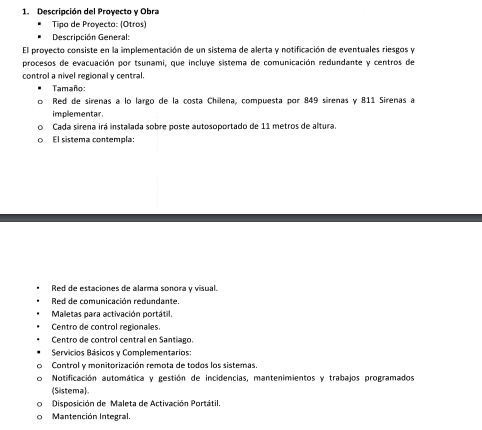 1. Descripción del Proyecto y Obra
▪ Tipo de Proyecto: (Otros)
▪ Descripción General:
El proyecto consiste en la implementación de un sistema de alerta y notificación de eventuales riesgos y
procesos de evacuación por tsunami, que incluye sistema de comunicación redundante y centros de
control a nivel regional y central.
▪ Tamaño:
o Red de sirenas a lo largo de la costa Chilena, compuesta por 849 sirenas y 811 Sirenas a
implementar.
o Cada sirena irá instalada sobre poste autosoportado de 11 metros de altura.
o El sistema contempla:
• Red de estaciones de alarma sonora y visual.
• Red de comunicación redundante.
• Maletas para activación portátil.
• Centro de control regionales.
• Centro de control central en Santiago.
▪ Servicios Básicos y Complementarios:
o Control y monitorización remota de todos los sistemas.
o Notificación automática y gestión de incidencias, mantenimientos y trabajos programados
(Sistema).
o Disposición de Maleta de Activación Portátil.
o Mantención Integral.